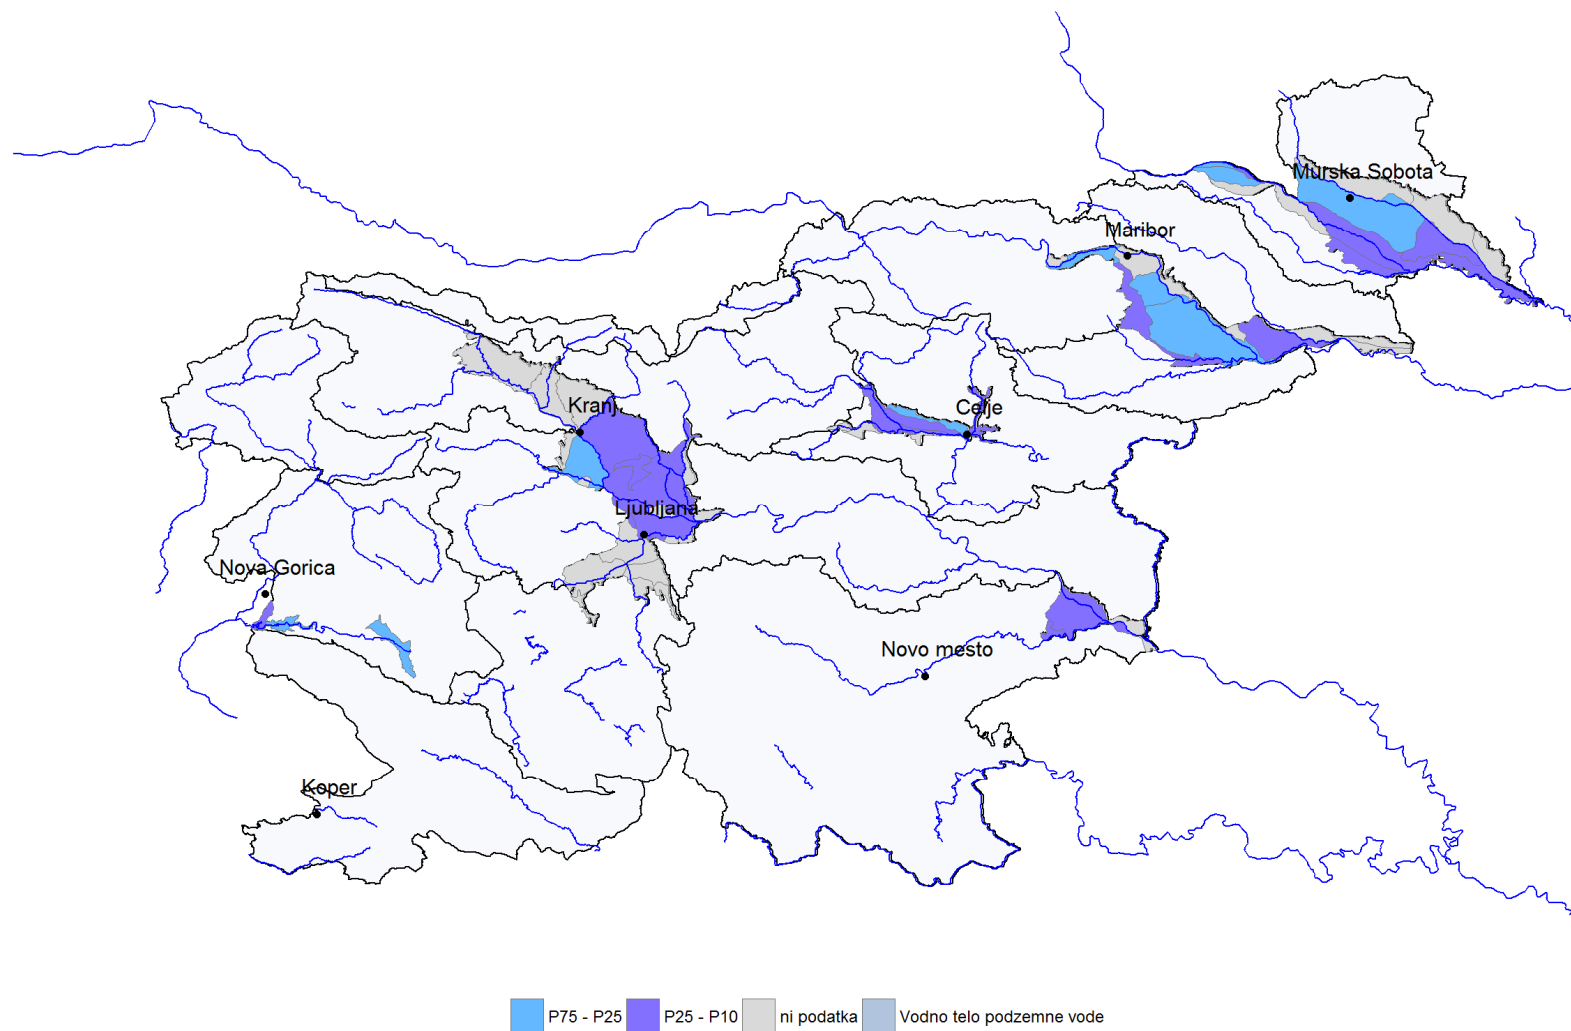 Murska Sobota
Maribor
Kranj
Celje
Ljubljana
Nova Gorica
Novo mesto
Koper
P75 - P25 P25 - P10 ni podatka Vodno telo podzemne vode